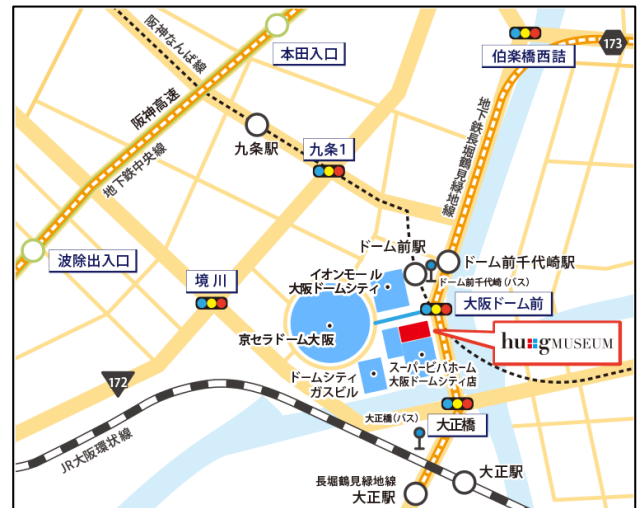 本田入口
伯楽橋西詰
173
阪神なんば線
阪神高速
地下鉄中央線
九条駅
九条1
地下鉄長堀鶴見緑地線
波除出入口
境川
ドーム前駅
ドーム前千代崎駅
ドーム前千代崎（バス）
イオンモール
大阪ドームシティ
大阪ドーム前
京セラドーム大阪
hu g MUSEUM
スーパービバホーム
大阪ドームシティ店
ドームシティ
ガスビル
172
大正橋（バス）
大正橋
JR大阪環状線
長堀鶴見緑地線
大正駅
大正駅